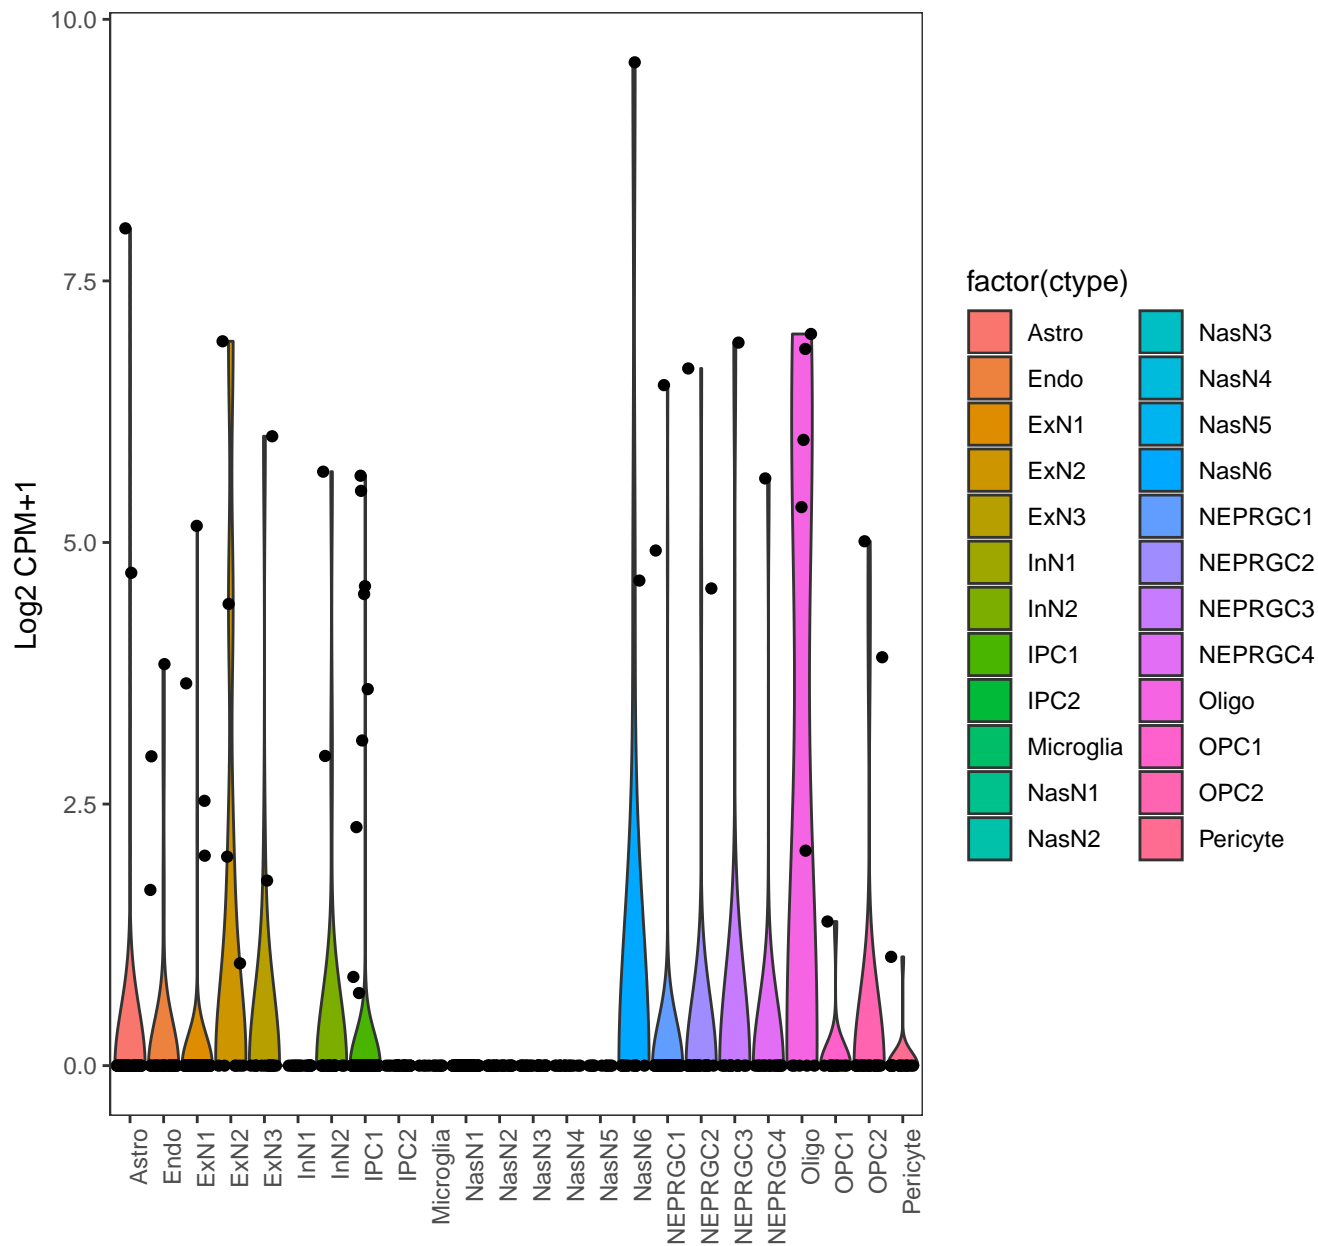 10.0
7.5
5.0
2.5
0.0
Log2 CPM+1
Astro
Endo
ExN1
ExN2
ExN3
InN1
InN2
IPC1
IPC2
Microglia
NasN1
NasN2
NasN3
NasN4
NasN5
NasN6
NEPRGC1
NEPRGC2
NEPRGC3
NEPRGC4
Oligo
OPC1
OPC2
Pericyte
factor(ctype)
Astro
Endo
ExN1
ExN2
ExN3
InN1
InN2
IPC1
IPC2
Microglia
NasN1
NasN2
NasN3
NasN4
NasN5
NasN6
NEPRGC1
NEPRGC2
NEPRGC3
NEPRGC4
Oligo
OPC1
OPC2
Pericyte